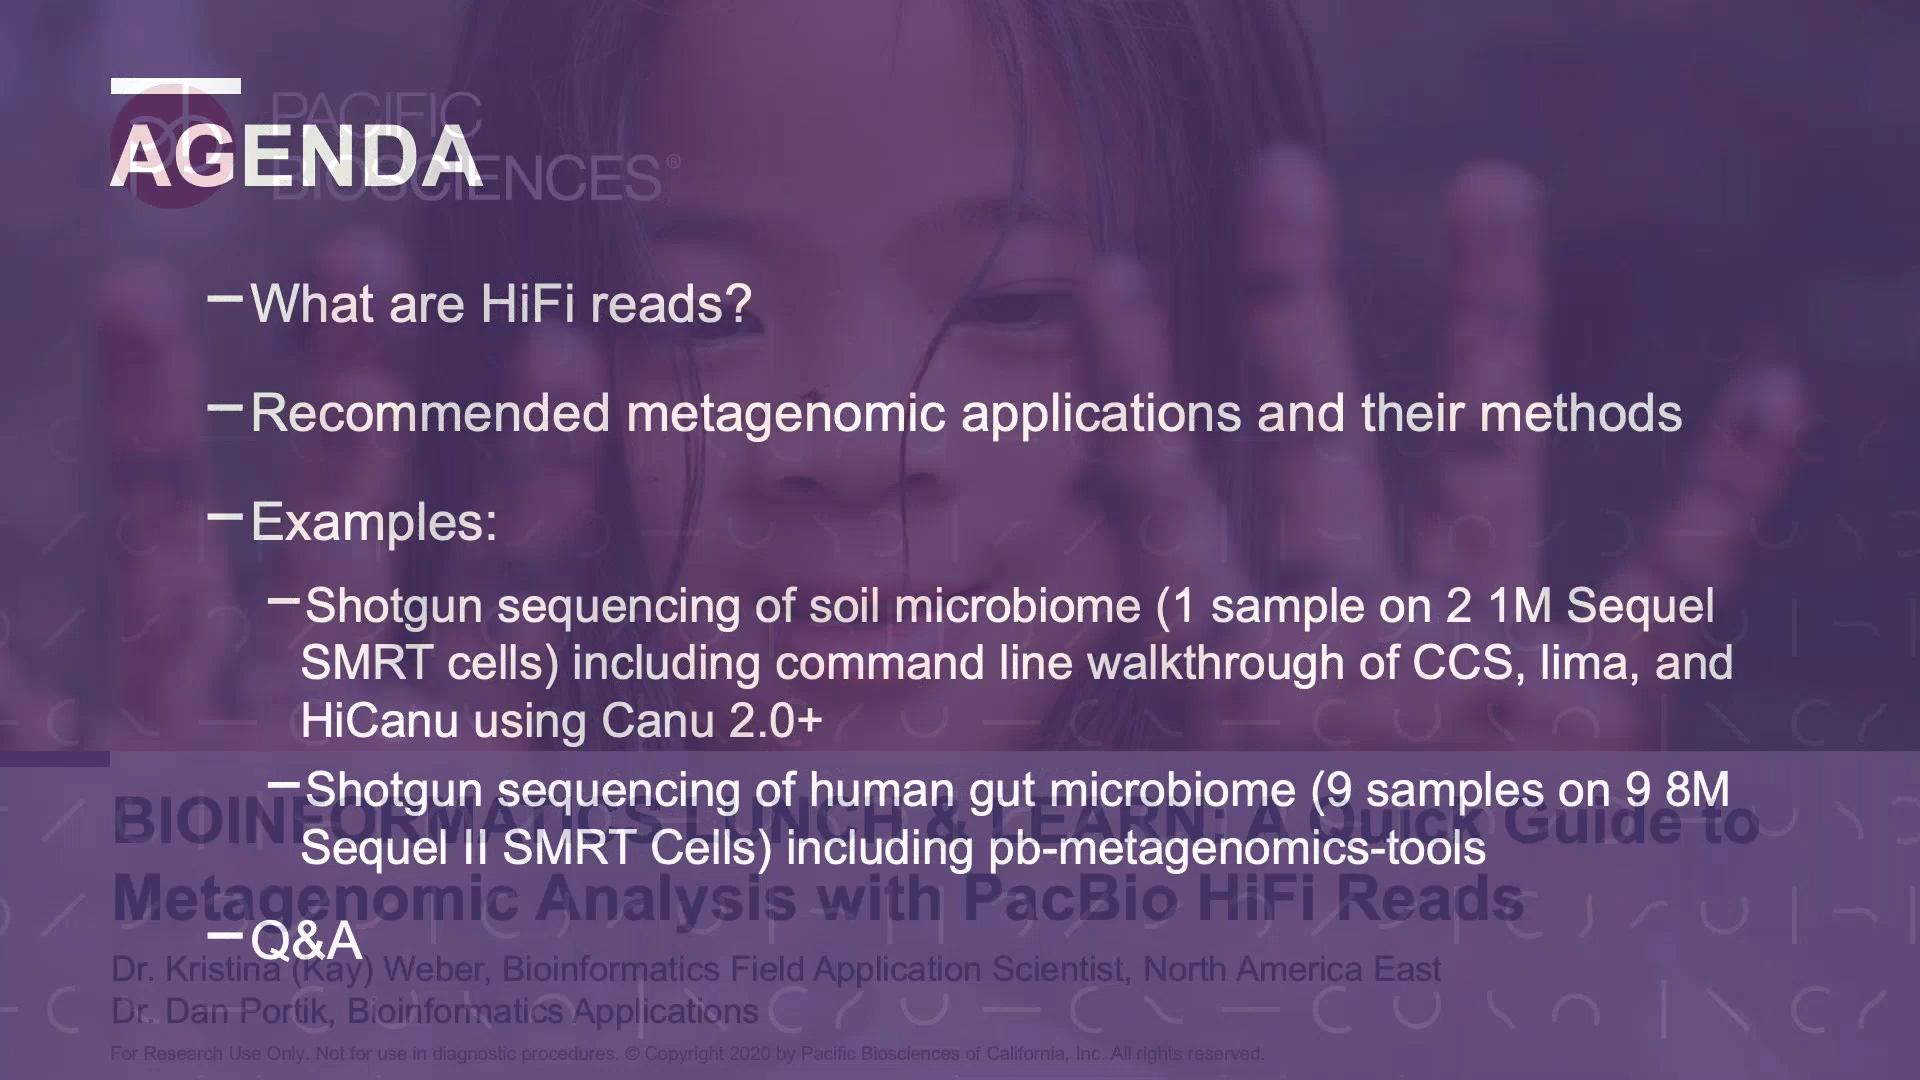 PACIFIC
BIOSCIENCES®
AGENDA
– What are HiFi reads?
– Recommended metagenomic applications and their methods
– Examples:
– Shotgun sequencing of soil microbiome (1 sample on 2 1M Sequel
SMRT cells) including command line walkthrough of CCS, lima, and
HiCanu using Canu 2.0+
– Shotgun sequencing of human gut microbiome (9 samples on 9 8M
Sequel II SMRT Cells) including pb-metagenomics-tools
– Q&A
BIOINFORMATICS LUNCH & LEARN: A Quick Guide to
Metagenomic Analysis with PacBio HiFi Reads
Dr. Kristina (Kay) Weber, Bioinformatics Field Application Scientist, North America East
Dr. Dan Portik, Bioinformatics Applications
For Research Use Only. Not for use in diagnostic procedures. © Copyright 2020 by Pacific Biosciences of California, Inc. All rights reserved.